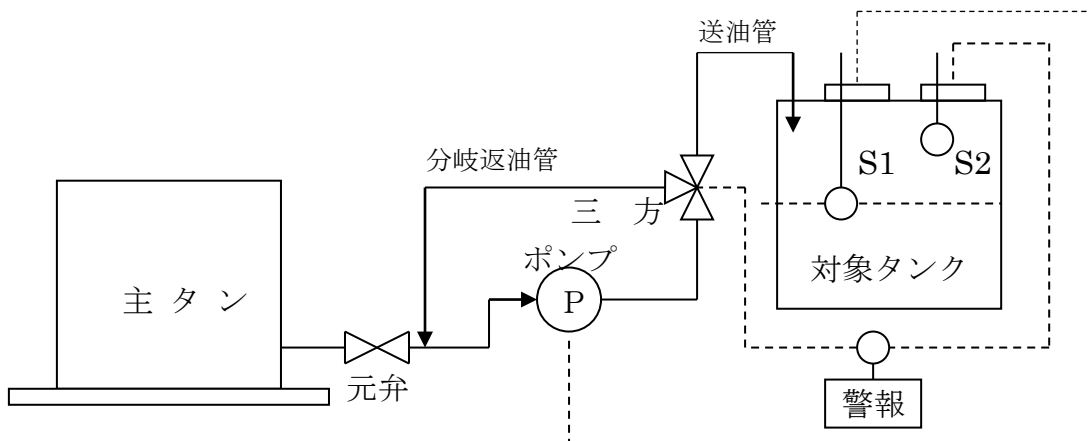 送油管
分岐返油管
S1
S2
三 方
ポンプ
P
対象タンク
主 タ ン
元弁
警報